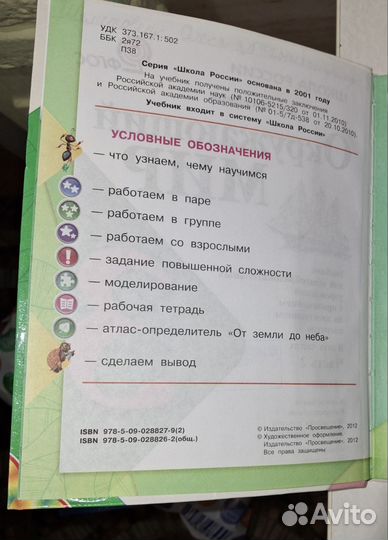 УДК 373.167.1:502
ББК 2я72
П38
Серия «Школа России» основана в 2001 году
На учебник получены положительные заключения
Российской академии наук (№ 10106-5215/320 от 01.11.2010)
и Российской академии образования (№ 01-5/7д-538 от 20.10.2010)
Учебник входит в систему «Школа России»
УСЛОВНЫЕ ОБОЗНАЧЕНИЯ
— что узнаем, чему научимся
— работаем в паре
— работаем в группе
— работаем со взрослыми
— задание повышенной сложности
— моделирование
— рабочая тетрадь
— атлас-определитель «От земли до неба»
— сделаем вывод
ISBN 978-5-09-028827-9(2)
ISBN 978-5-09-028826-2(общ.)
© Издательство «Просвещение», 2012
© Художественное оформление.
Издательство «Просвещение», 2012
Все права защищены
Avito